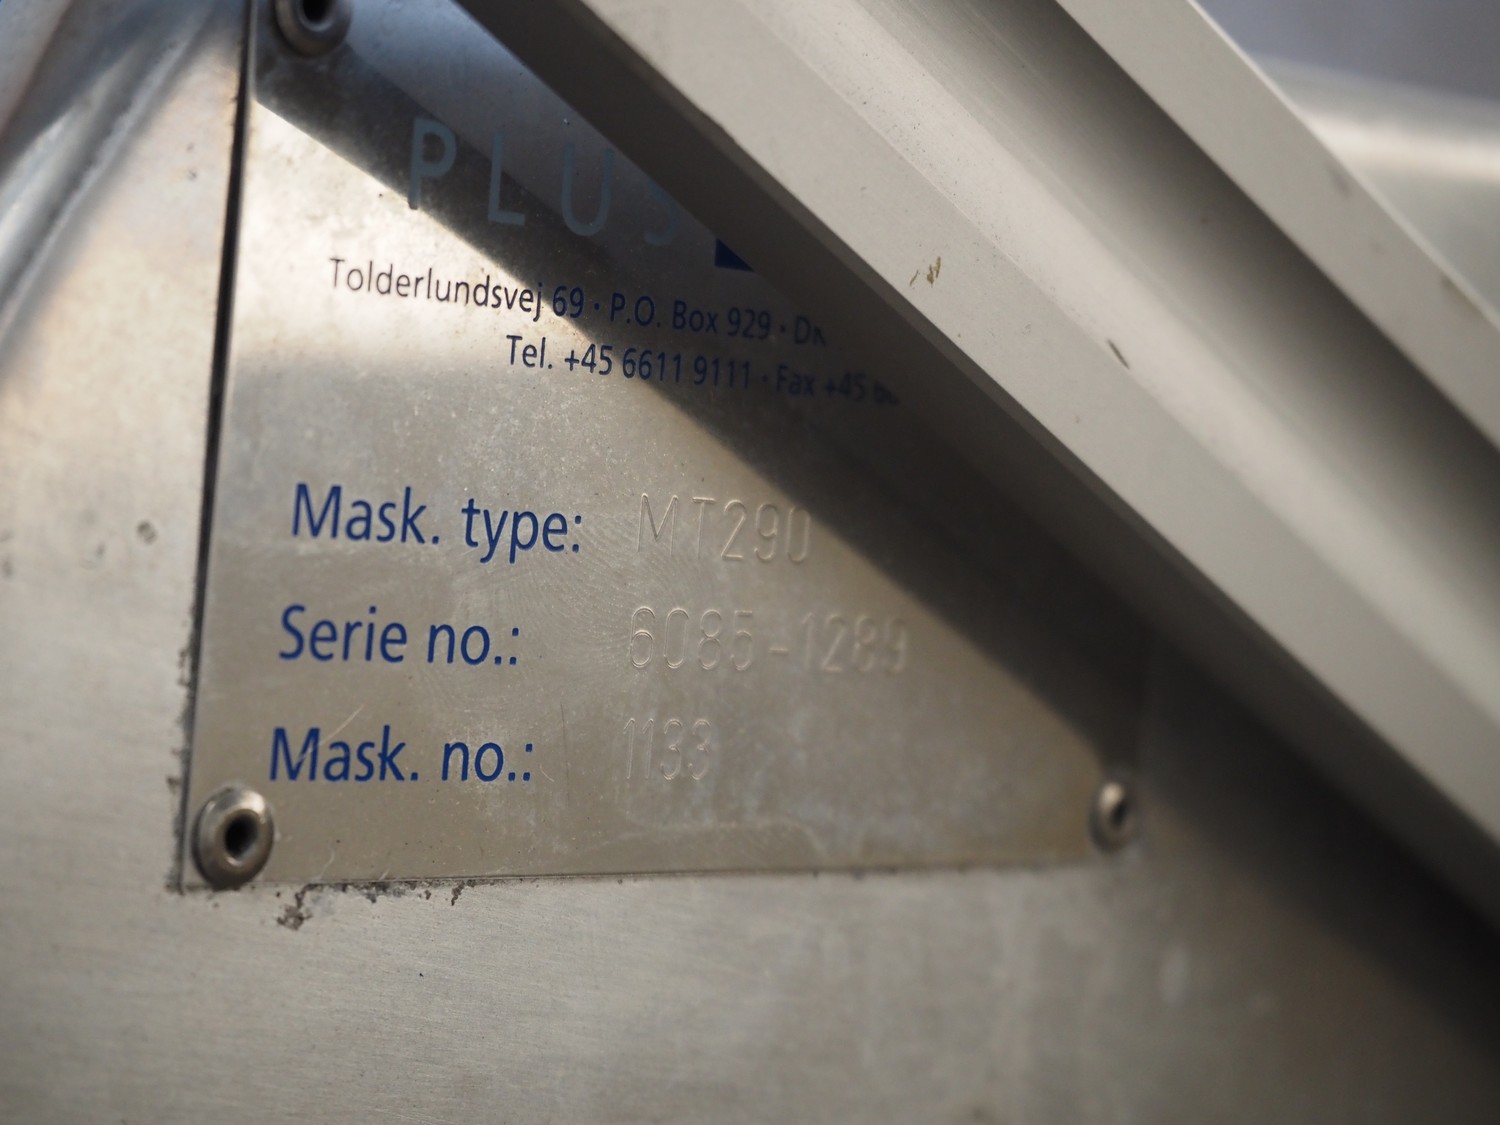 PLUS
Tolderlundsvej 69 · P.O. Box 929 · DK
Tel. +45 6611 9111 · Fax +45
Mask. type: MT290
Serie no.: 6085-1289
Mask. no.: 1133